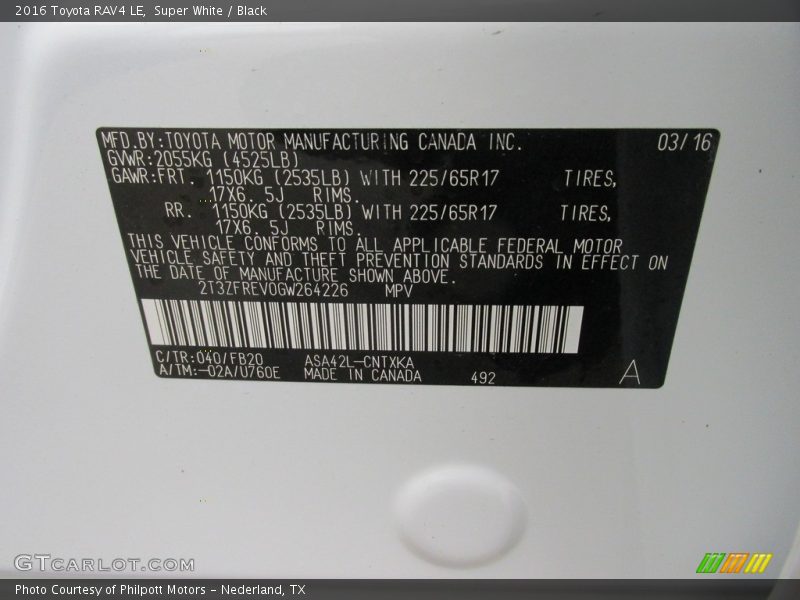 2016 Toyota RAV4 LE, Super White / Black
MFD.BY:TOYOTA MOTOR MANUFACTURING CANADA INC. 03/16
GVWR:2055KG (4525LB)
GAWR:FRT. 1150KG (2535LB) WITH 225/65R17 TIRES,
17X6. 5J RIMS.
RR. 1150KG (2535LB) WITH 225/65R17 TIRES,
17X6. 5J RIMS.
THIS VEHICLE CONFORMS TO ALL APPLICABLE FEDERAL MOTOR
VEHICLE SAFETY AND THEFT PREVENTION STANDARDS IN EFFECT ON
THE DATE OF MANUFACTURE SHOWN ABOVE.
2T3ZFREV0GW264226 MPV
C/TR:040/FB20 ASA42L-CNTXKA
A/TM:-02A/U760E MADE IN CANADA 492 A
GTCARLOT.COM
Photo Courtesy of Philpott Motors - Nederland, TX